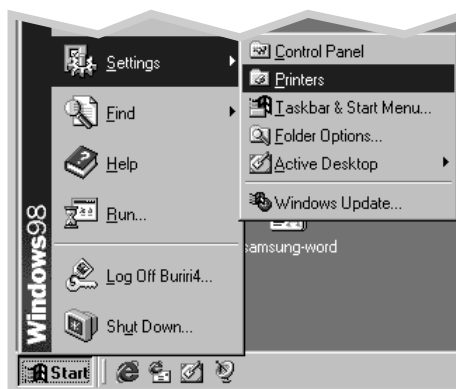 Settings
Find
Help
Run...
Log Off Buriri4...
Shut Down...
Windows98
Control Panel
Printers
Taskbar & Start Menu...
Folder Options...
Active Desktop
Windows Update...
samsung-word
Start